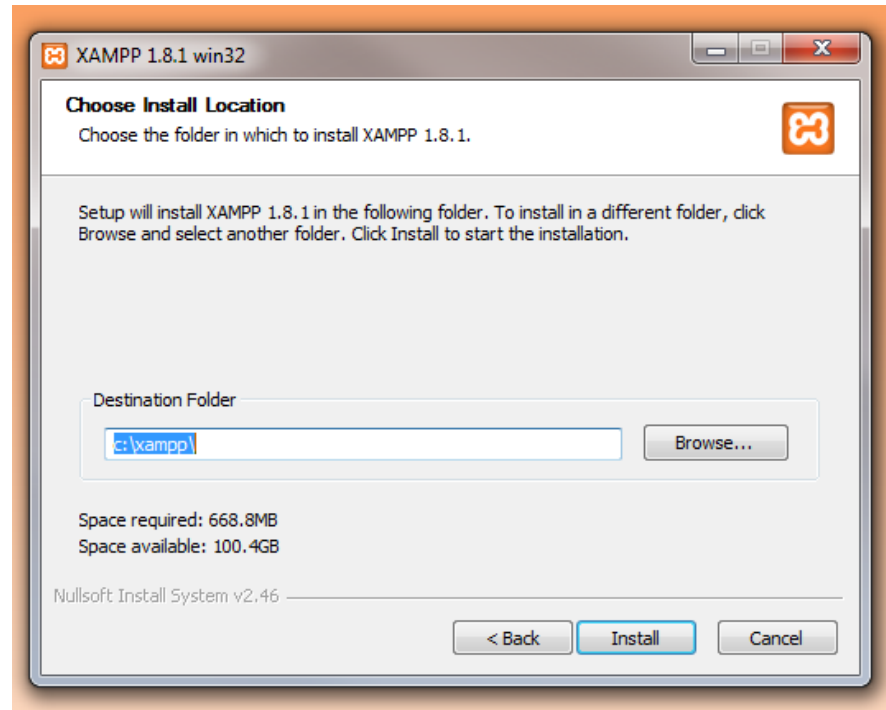 XAMPP 1.8.1 win32
Choose Install Location
Choose the folder in which to install XAMPP 1.8.1.
Setup will install XAMPP 1.8.1 in the following folder. To install in a different folder, click
Browse and select another folder. Click Install to start the installation.
Destination Folder
c:\xampp\
Browse...
Space required: 668.8MB
Space available: 100.4GB
Nullsoft Install System v2.46
< Back Install Cancel